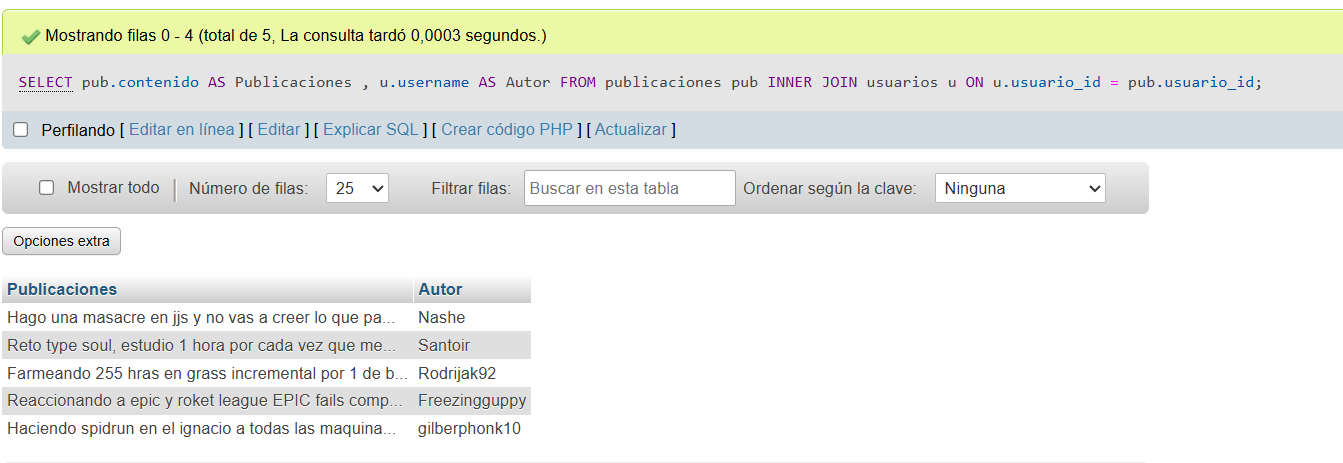 Mostrando filas 0 - 4 (total de 5, La consulta tardó 0,0003 segundos.)
SELECT pub.contenido AS Publicaciones , u.username AS Autor FROM publicaciones pub INNER JOIN usuarios u ON u.usuario_id = pub.usuario_id;
Perfilando [ Editar en línea ] [ Editar ] [ Explicar SQL ] [ Crear código PHP ] [ Actualizar ]
Mostrar todo Número de filas: 25 Filtrar filas: Buscar en esta tabla Ordenar según la clave: Ninguna
Opciones extra
Publicaciones Autor
Hago una masacre en jjs y no vas a creer lo que pa... Nashe
Reto type soul, estudio 1 hora por cada vez que me... Santoir
Farmeando 255 hras en grass incremental por 1 de b... Rodrijak92
Reaccionando a epic y roket league EPIC fails comp... Freezingguppy
Haciendo spidrun en el ignacio a todas las maquina... gilberphonk10